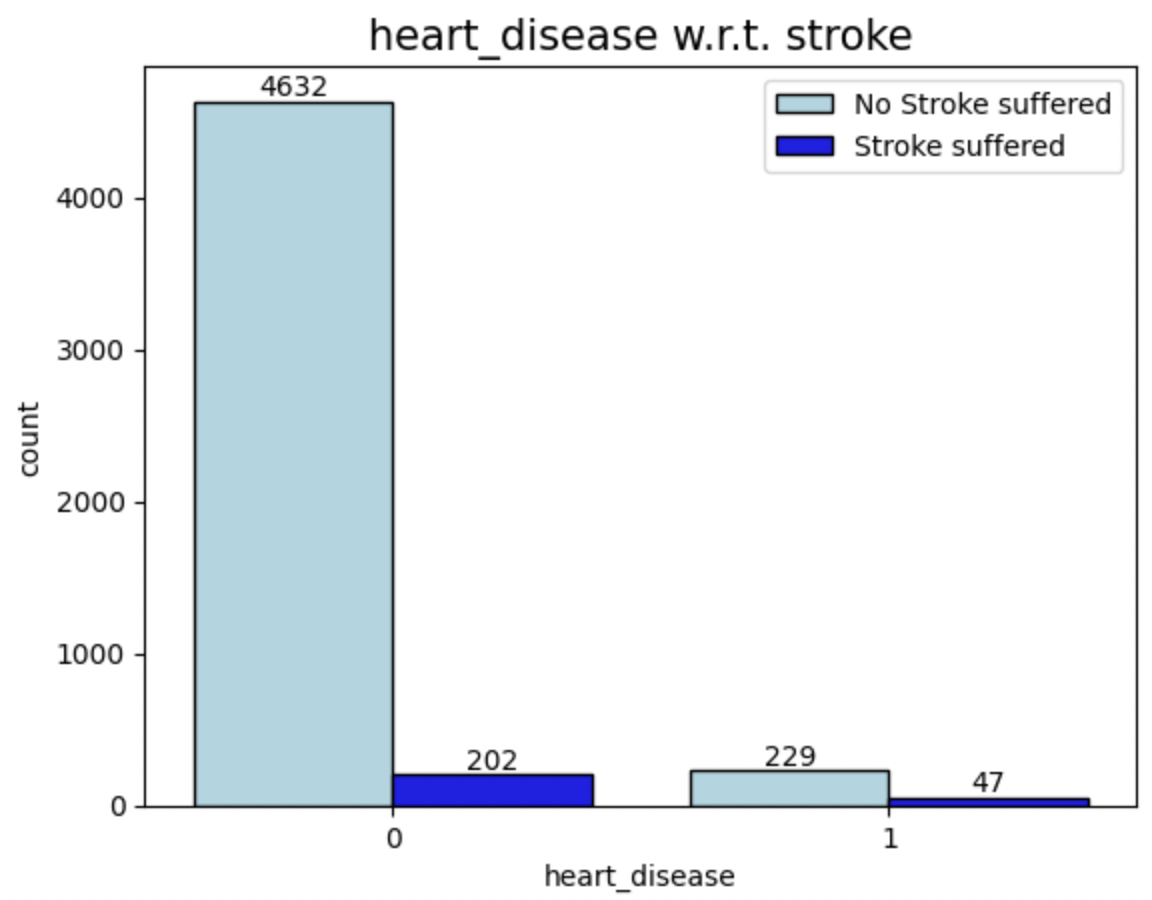 heart_disease w.r.t. stroke
No Stroke suffered
Stroke suffered
4632
202
229
47
4000
3000
2000
1000
0
count
0
1
heart_disease